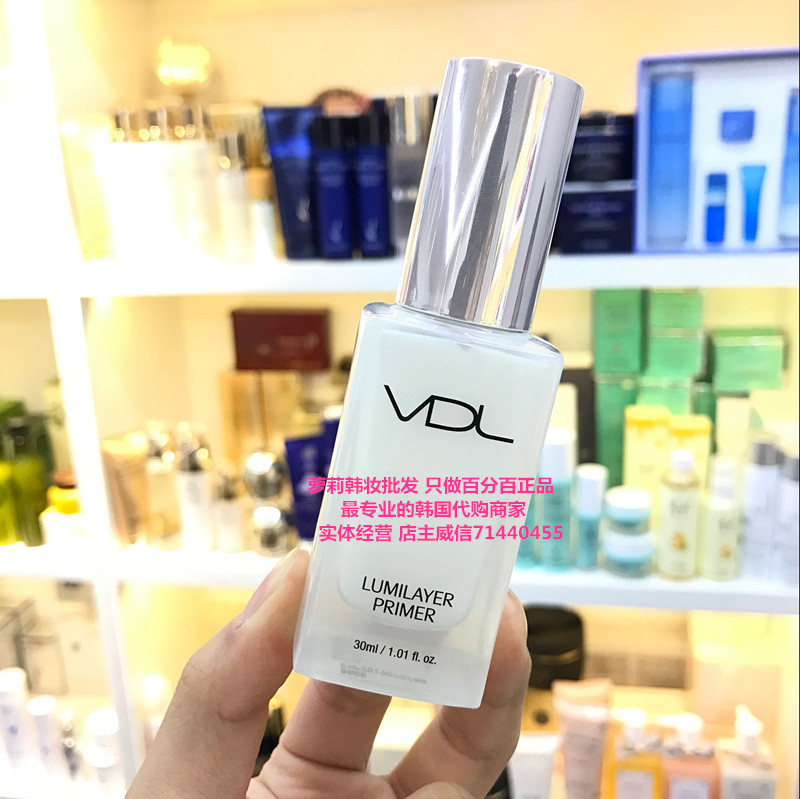 VDL
萝莉韩妆批发 只做百分百正品
最专业的韩国代购商家
实体经营 店主威信71440455
LUMILAYER
PRIMER
30ml / 1.01 fl. oz.